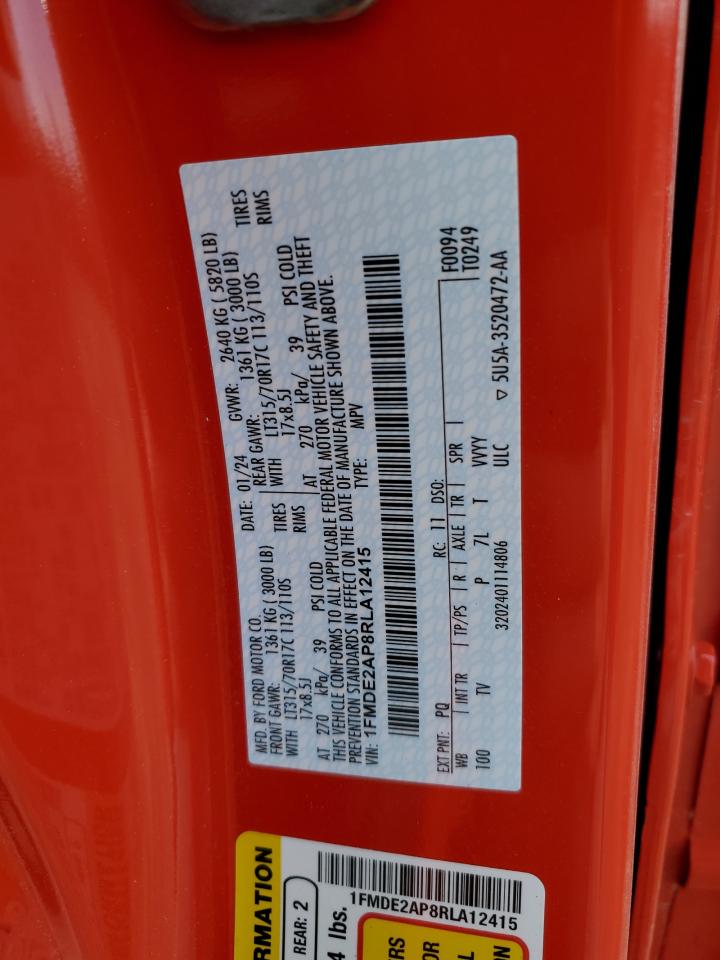 MFD. BY FORD MOTOR CO.
DATE: 01/24 GVWR: 2640 KG ( 5820 LB)
FRONT GAWR: 1361 KG ( 3000 LB) REAR GAWR: 1361 KG ( 3000 LB)
WITH LT315/70R17C 113/110S TIRES WITH LT315/70R17C 113/110S TIRES
17x8.5J RIMS 17x8.5J RIMS
AT 270 kPa/ 39 PSI COLD AT 270 kPa/ 39 PSI COLD
THIS VEHICLE CONFORMS TO ALL APPLICABLE FEDERAL MOTOR VEHICLE SAFETY AND THEFT
PREVENTION STANDARDS IN EFFECT ON THE DATE OF MANUFACTURE SHOWN ABOVE.
VIN: 1FMDE2AP8RLA12415 TYPE: MPV
EXT PNT: PQ RC: 11 DSO: F0094
WB INT TR TP/PS R AXLE TR SPR T0249
100 TV P 7L T VVYY
3202401114806 ULC 5U5A-3520472-AA
RMATION
REAR: 2
1FMDE2AP8RLA12415
4 lbs.
ERS
OR
L
ON